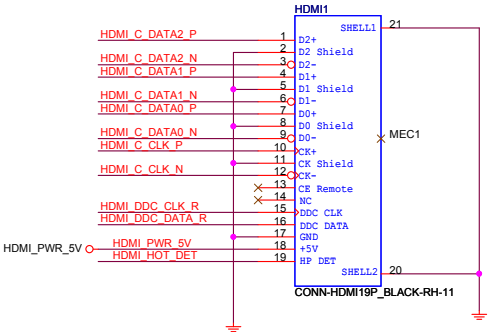 HDMI1
SHELL1 21
HDMI_C_DATA2_P 1 D2+
2 D2 Shield
HDMI_C_DATA2_N 3 D2-
HDMI_C_DATA1_P 4 D1+
5 D1 Shield
HDMI_C_DATA1_N 6 D1-
HDMI_C_DATA0_P 7 D0+
8 D0 Shield
HDMI_C_DATA0_N 9 D0- MEC1
HDMI_C_CLK_P 10 CK+
11 CK Shield
HDMI_C_CLK_N 12 CK-
13 CE Remote
14 NC
HDMI_DDC_CLK_R 15 DDC CLK
HDMI_DDC_DATA_R 16 DDC DATA
17 GND
HDMI_PWR_5V HDMI_PWR_5V 18 +5V
HDMI_HOT_DET 19 HP DET
SHELL2 20
CONN-HDMI19P_BLACK-RH-11